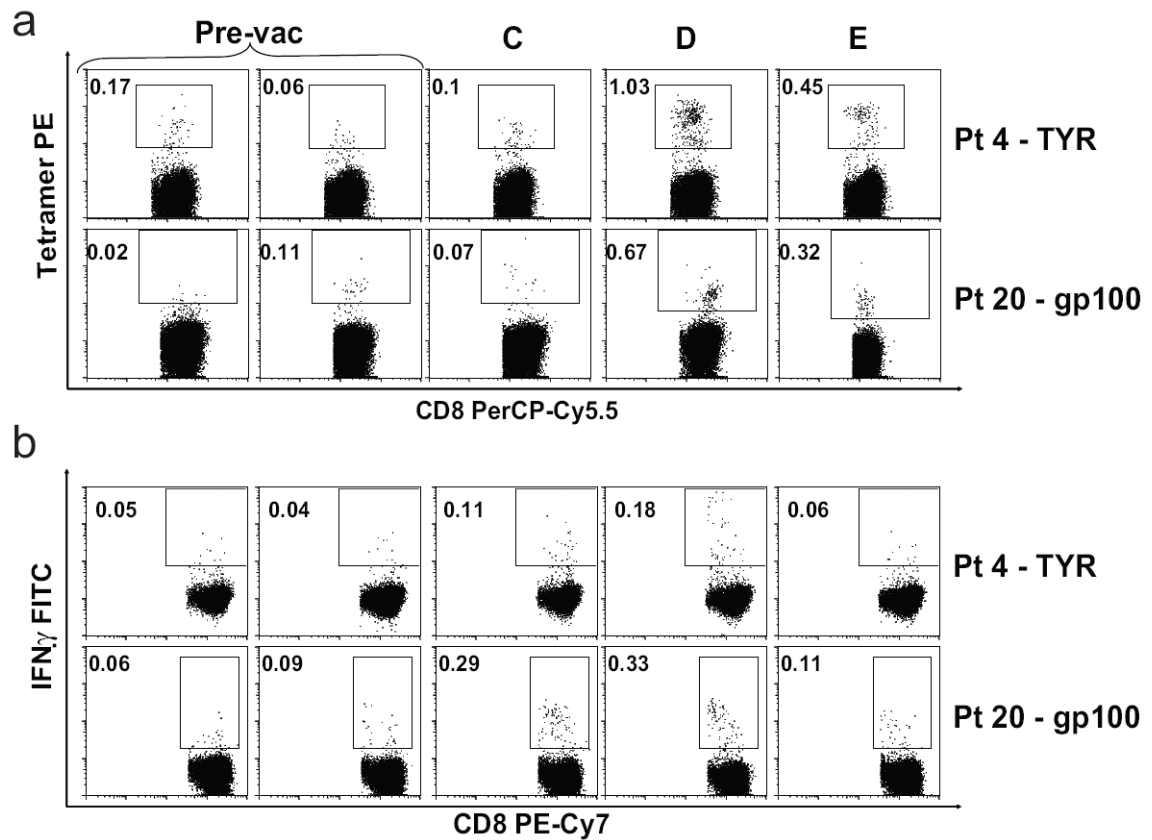 a
Pre-vac C D E
0.17 0.06 0.1 1.03 0.45
Pt 4 - TYR
0.02 0.11 0.07 0.67 0.32
Pt 20 - gp100
Tetramer PE
CD8 PerCP-Cy5.5
b
0.05 0.04 0.11 0.18 0.06
Pt 4 - TYR
0.06 0.09 0.29 0.33 0.11
Pt 20 - gp100
IFNγ FITC
CD8 PE-Cy7